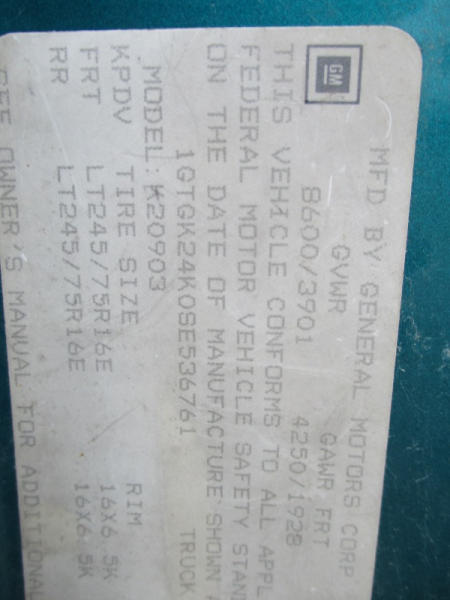 GM
MFD BY GENERAL MOTORS CORP
GVWR GAWR FRT
8600/3901 4250/1928
THIS VEHICLE CONFORMS TO ALL APPL
FEDERAL MOTOR VEHICLE SAFETY STAN
ON THE DATE OF MANUFACTURE SHOWN A
1GTGK24K0SE536761 TRUCK
MODEL:K20903
KPDV TIRE SIZE RIM
FRT LT245/75R16E 16X6.5K
RR LT245/75R16E 16X6.5K
SEE OWNER'S MANUAL FOR ADDITIONAL